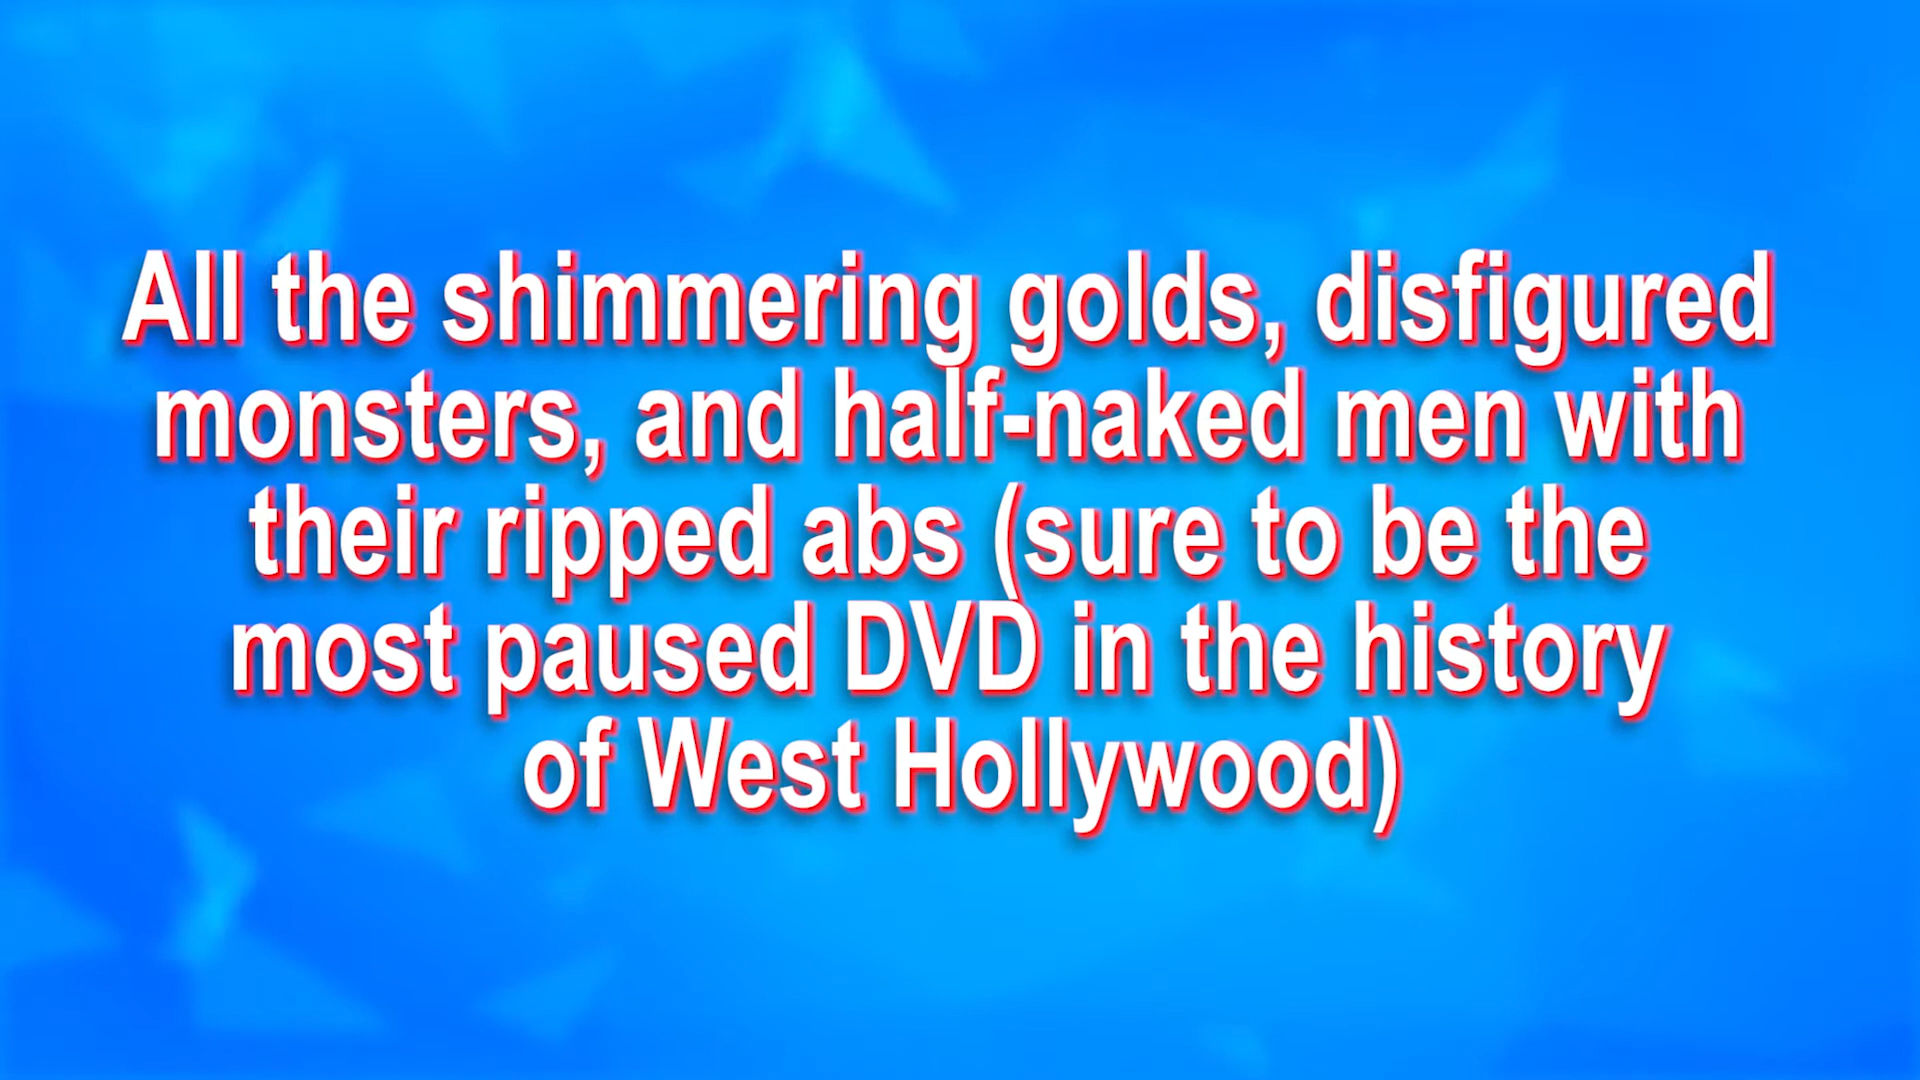 All the shimmering golds, disfigured
monsters, and half-naked men with
their ripped abs (sure to be the
most paused DVD in the history
of West Hollywood)